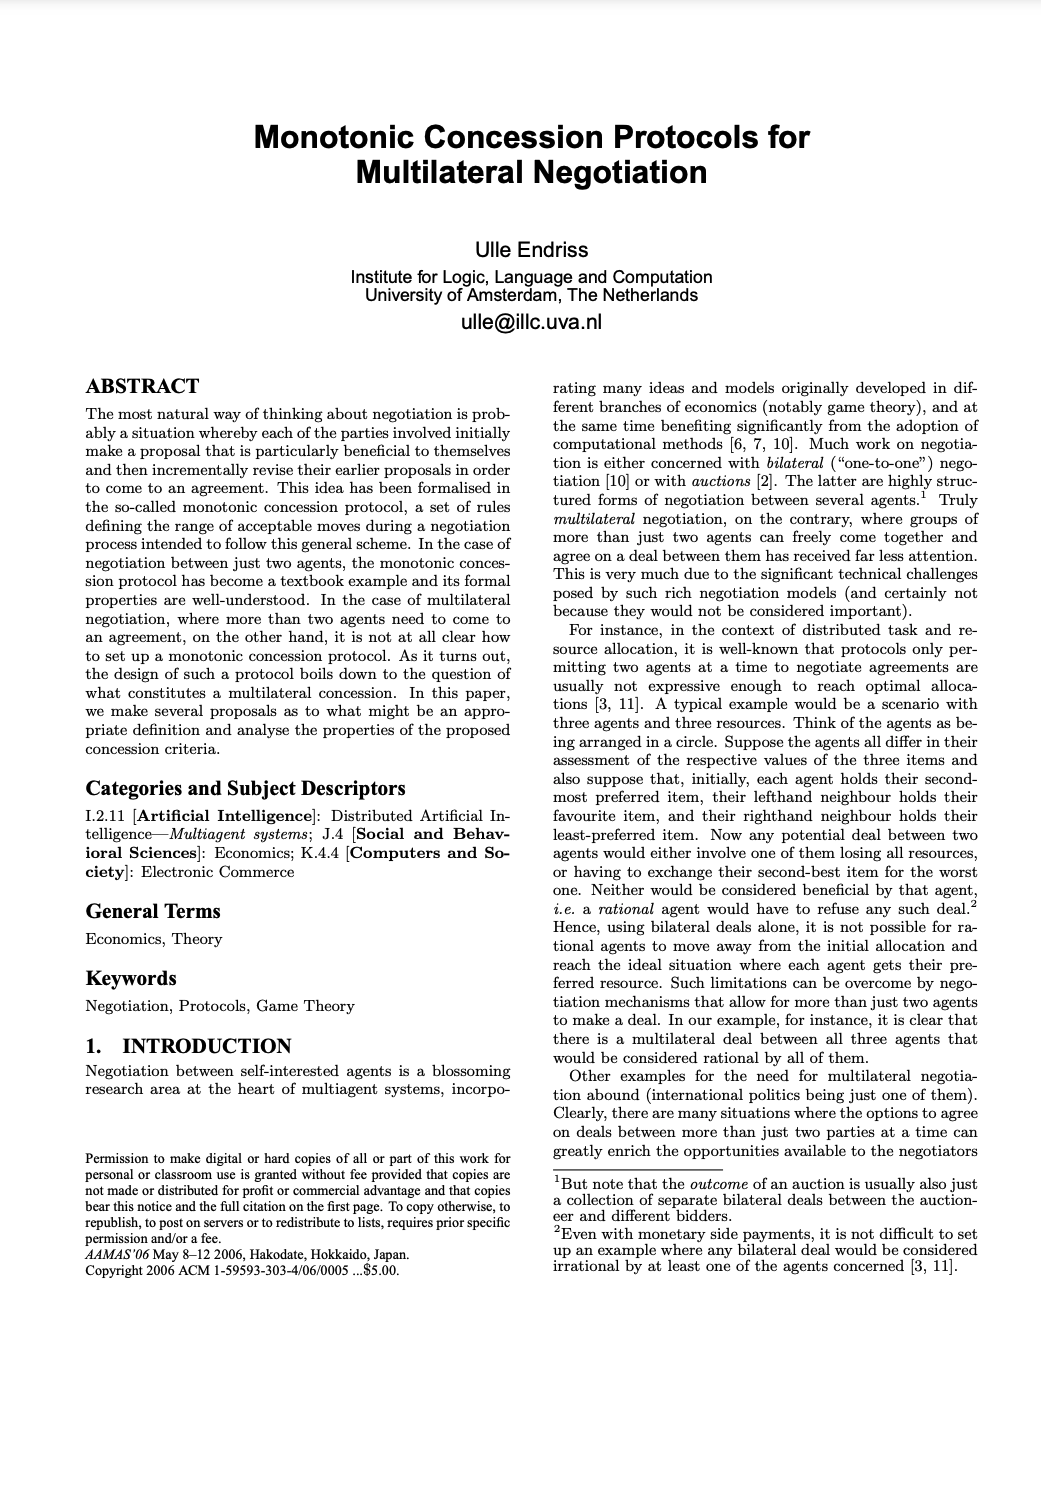 Monotonic Concession Protocols for
Multilateral Negotiation
Ulle Endriss
Institute for Logic, Language and Computation
University of Amsterdam, The Netherlands
ulle@illc.uva.nl
ABSTRACT
The most natural way of thinking about negotiation is prob-
ably a situation whereby each of the parties involved initially
make a proposal that is particularly beneficial to themselves
and then incrementally revise their earlier proposals in order
to come to an agreement. This idea has been formalised in
the so-called monotonic concession protocol, a set of rules
defining the range of acceptable moves during a negotiation
process intended to follow this general scheme. In the case of
negotiation between just two agents, the monotonic conces-
sion protocol has become a textbook example and its formal
properties are well-understood. In the case of multilateral
negotiation, where more than two agents need to come to
an agreement, on the other hand, it is not at all clear how
to set up a monotonic concession protocol. As it turns out,
the design of such a protocol boils down to the question of
what constitutes a multilateral concession. In this paper,
we make several proposals as to what might be an appro-
priate definition and analyse the properties of the proposed
concession criteria.
Categories and Subject Descriptors
I.2.11 [Artificial Intelligence]: Distributed Artificial In-
telligence—Multiagent systems; J.4 [Social and Behav-
ioral Sciences]: Economics; K.4.4 [Computers and So-
ciety]: Electronic Commerce
General Terms
Economics, Theory
Keywords
Negotiation, Protocols, Game Theory
1. INTRODUCTION
Negotiation between self-interested agents is a blossoming
research area at the heart of multiagent systems, incorpo-
Permission to make digital or hard copies of all or part of this work for
personal or classroom use is granted without fee provided that copies are
not made or distributed for profit or commercial advantage and that copies
bear this notice and the full citation on the first page. To copy otherwise, to
republish, to post on servers or to redistribute to lists, requires prior specific
permission and/or a fee.
AAMAS'06 May 8–12 2006, Hakodate, Hokkaido, Japan.
Copyright 2006 ACM 1-59593-303-4/06/0005 ...$5.00.
rating many ideas and models originally developed in dif-
ferent branches of economics (notably game theory), and at
the same time benefiting significantly from the adoption of
computational methods [6, 7, 10]. Much work on negotia-
tion is either concerned with bilateral (“one-to-one”) nego-
tiation [10] or with auctions [2]. The latter are highly struc-
tured forms of negotiation between several agents.1 Truly
multilateral negotiation, on the contrary, where groups of
more than just two agents can freely come together and
agree on a deal between them has received far less attention.
This is very much due to the significant technical challenges
posed by such rich negotiation models (and certainly not
because they would not be considered important).
For instance, in the context of distributed task and re-
source allocation, it is well-known that protocols only per-
mitting two agents at a time to negotiate agreements are
usually not expressive enough to reach optimal alloca-
tions [3, 11]. A typical example would be a scenario with
three agents and three resources. Think of the agents as be-
ing arranged in a circle. Suppose the agents all differ in their
assessment of the respective values of the three items and
also suppose that, initially, each agent holds their second-
most preferred item, their lefthand neighbour holds their
favourite item, and their righthand neighbour holds their
least-preferred item. Now any potential deal between two
agents would either involve one of them losing all resources,
or having to exchange their second-best item for the worst
one. Neither would be considered beneficial by that agent,
i.e. a rational agent would have to refuse any such deal.2
Hence, using bilateral deals alone, it is not possible for ra-
tional agents to move away from the initial allocation and
reach the ideal situation where each agent gets their pre-
ferred resource. Such limitations can be overcome by nego-
tiation mechanisms that allow for more than just two agents
to make a deal. In our example, for instance, it is clear that
there is a multilateral deal between all three agents that
would be considered rational by all of them.
Other examples for the need for multilateral negotia-
tion abound (international politics being just one of them).
Clearly, there are many situations where the options to agree
on deals between more than just two parties at a time can
greatly enrich the opportunities available to the negotiators
1But note that the outcome of an auction is usually also just
a collection of separate bilateral deals between the auction-
eer and different bidders.
2Even with monetary side payments, it is not difficult to set
up an example where any bilateral deal would be considered
irrational by at least one of the agents concerned [3, 11].